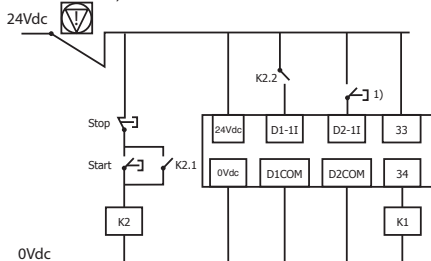 24Vdc
K2.2
1)
Stop
24Vdc D1-1I D2-1I 33
Start K2.1
0Vdc D1COM D2COM 34
K2 K1
0Vdc